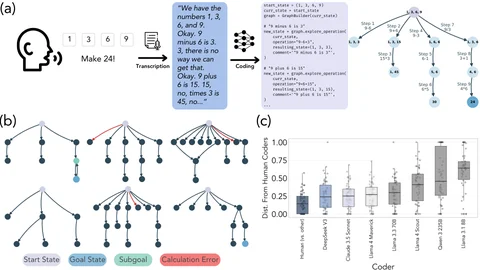 (a)
1 3 6 9
Make 24!
Transcription
"We have
the numbers 1, 3,
6, and 9.
Okay. 9
minus 6 is 3.
3, there is no
way we can
get that.
Okay. 9 plus
6 is 15. 15,
no, times 3 is
45, no..."
Coding
start_state = (1, 3, 6, 9)
curr_state = start_state
graph = GraphBuilder(curr_state)
# "9 minus 6 is 3"
new_state = graph.explore_operation(
curr_state,
operation="9-6=3",
resulting_state=(1, 3, 3),
comment="9 minus 6 is 3",
)
# "9 plus 6 is 15"
new_state = graph.explore_operation(
curr_state,
operation="9+6=15",
resulting_state=(1, 3, 15),
comment="9 plus 6 is 15",
)
...
(b)
Start State
Goal State
Subgoal
Calculation Error
(c)
Dist. From Human Coders
1.00
0.75
0.50
0.25
0.00
Human (vs. other)
DeepSeek V3
Claude 3.5 Sonnet
Llama 4 Maverick
Llama 3.3 70B
Llama 4 Scout
Qwen 3 235B
Llama 3.1 8B
Coder